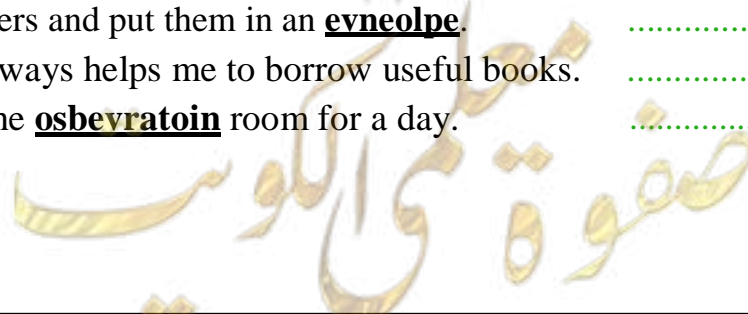 ers and put them in an evneolpe. ....................
ways helps me to borrow useful books. ....................
ne osbevratoin room for a day. ....................
صفوة معلمي الكويت